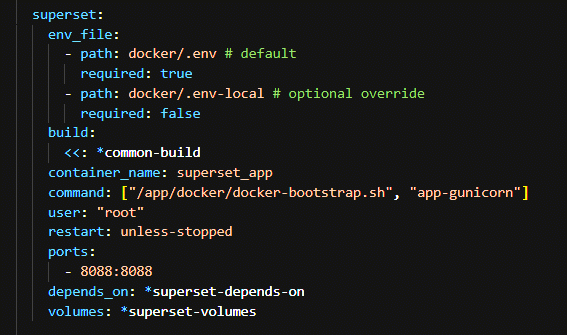 superset:
env_file:
- path: docker/.env # default
required: true
- path: docker/.env-local # optional override
required: false
build:
<<: *common-build
container_name: superset_app
command: ["/app/docker/docker-bootstrap.sh", "app-gunicorn"]
user: "root"
restart: unless-stopped
ports:
- 8088:8088
depends_on: *superset-depends-on
volumes: *superset-volumes